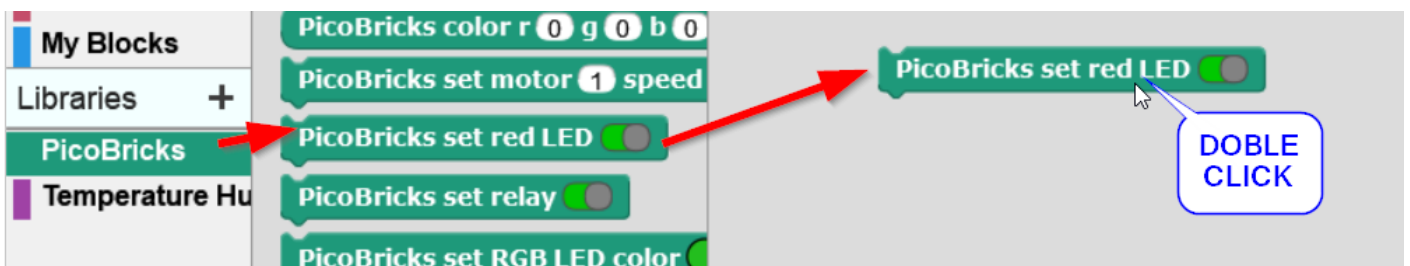 My Blocks
Libraries +
PicoBricks
Temperature Hu
PicoBricks color r 0 g 0 b 0
PicoBricks set motor 1 speed
PicoBricks set red LED
PicoBricks set relay
PicoBricks set RGB LED color
PicoBricks set red LED
DOBLE
CLICK